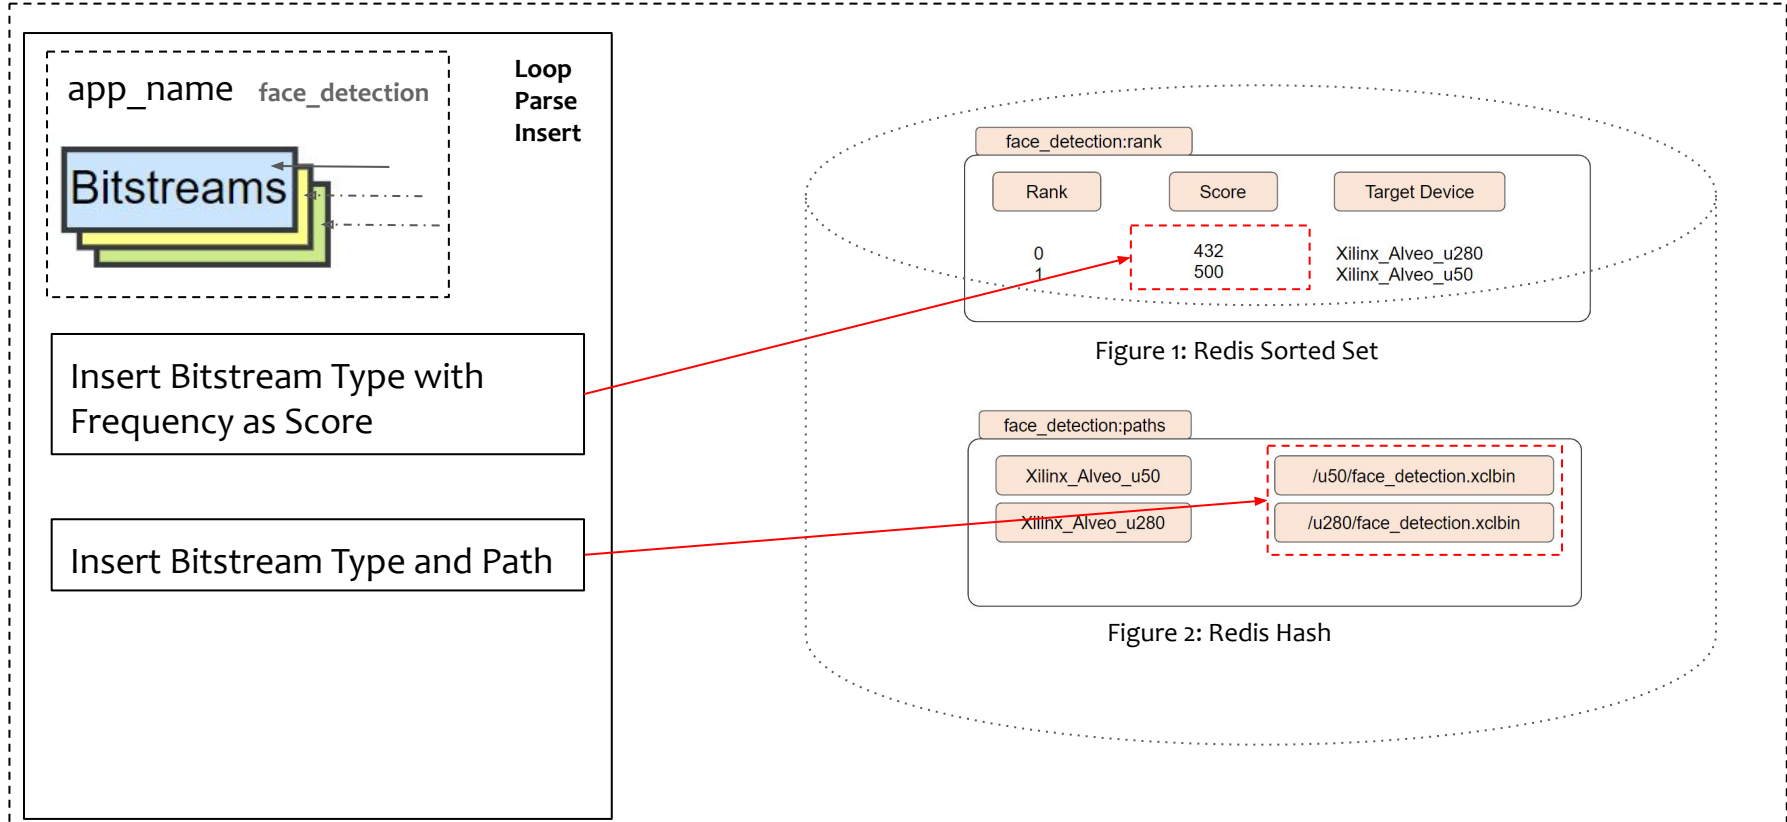 app_name face_detection
Loop
Parse
Insert
Bitstreams
Insert Bitstream Type with
Frequency as Score
Insert Bitstream Type and Path
face_detection:rank
Rank Score Target Device
0 432 Xilinx_Alveo_u280
1 500 Xilinx_Alveo_u50
Figure 1: Redis Sorted Set
face_detection:paths
Xilinx_Alveo_u50 /u50/face_detection.xclbin
Xilinx_Alveo_u280 /u280/face_detection.xclbin
Figure 2: Redis Hash